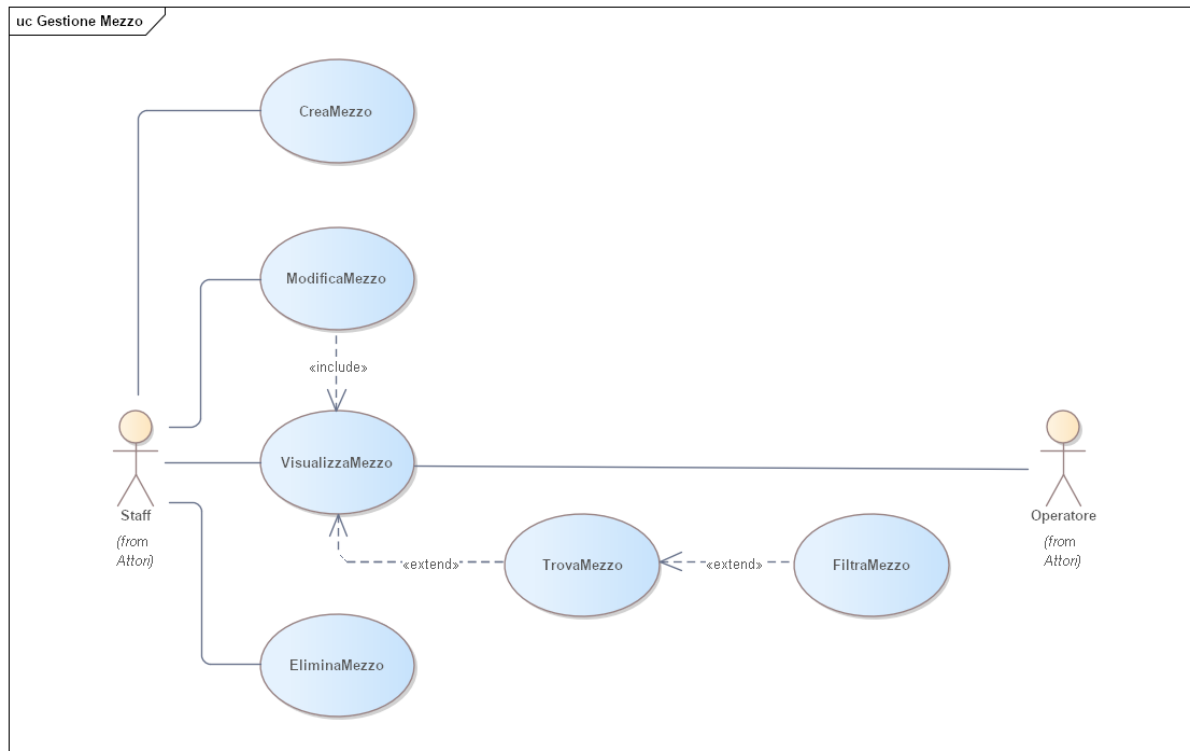 uc Gestione Mezzo
CreaMezzo
ModificaMezzo
«include»
VisualizzaMezzo
Staff
(from
Attori)
Operatore
(from
Attori)
«extend»
TrovaMezzo
«extend»
FiltraMezzo
EliminaMezzo